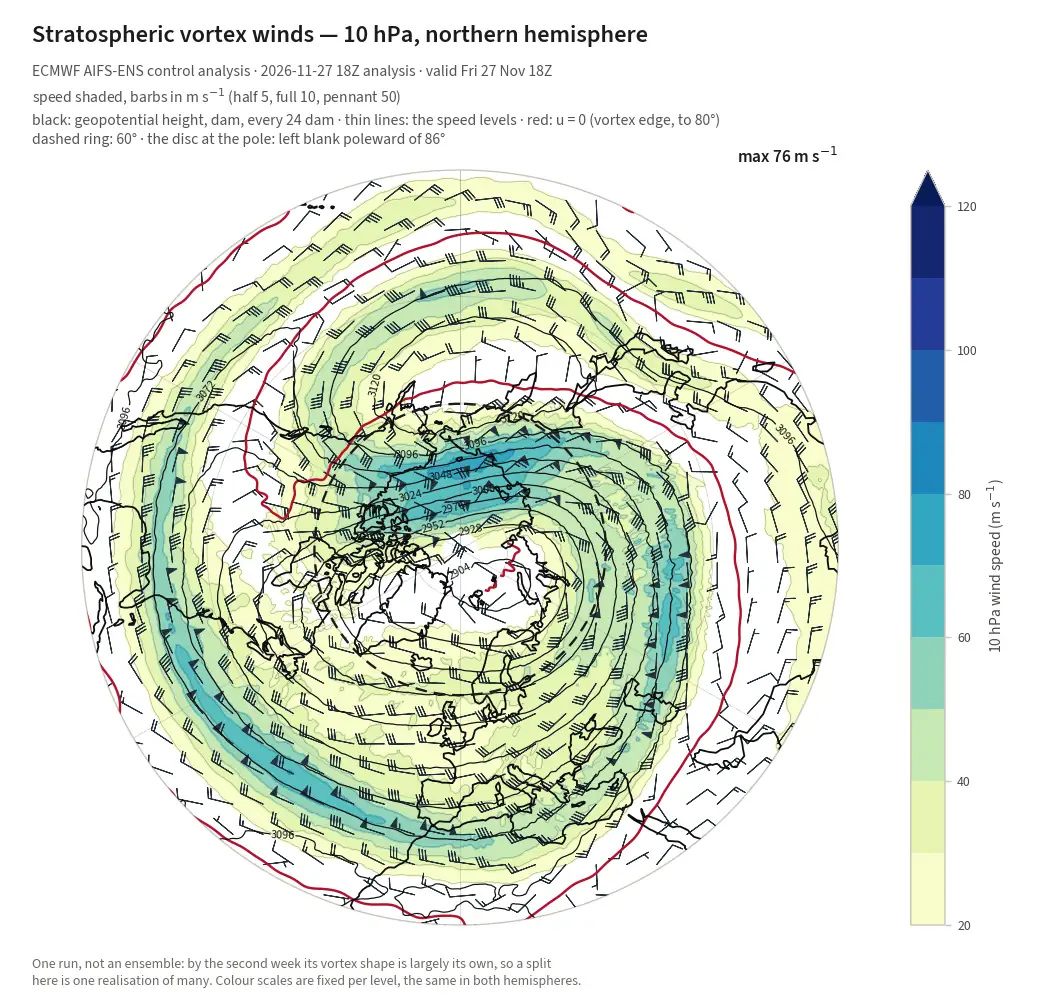 Stratospheric vortex winds — 10 hPa, northern hemisphere
ECMWF AIFS-ENS control analysis · 2026-11-27 18Z analysis · valid Fri 27 Nov 18Z
speed shaded, barbs in m s⁻¹ (half 5, full 10, pennant 50)
black: geopotential height, dam, every 24 dam · thin lines: the speed levels · red: u = 0 (vortex edge, to 80°)
dashed ring: 60° · the disc at the pole: left blank poleward of 86°
max 76 m s⁻¹
120
100
80
60
40
20
10 hPa wind speed (m s⁻¹)
3072
3120
3096
3096
3096
3096
3048
3024
2952
2928
2904
3096
One run, not an ensemble: by the second week its vortex shape is largely its own, so a split
here is one realisation of many. Colour scales are fixed per level, the same in both hemispheres.